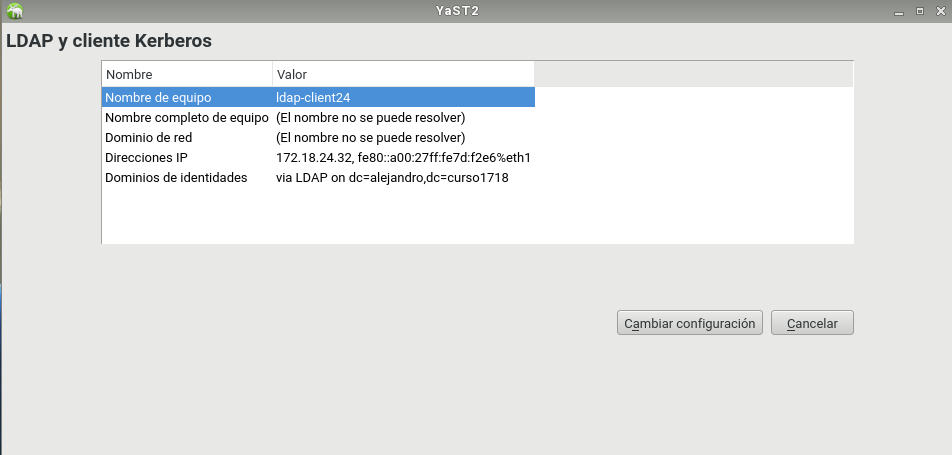 YaST2
LDAP y cliente Kerberos
Nombre Valor
Nombre de equipo ldap-client24
Nombre completo de equipo (El nombre no se puede resolver)
Dominio de red (El nombre no se puede resolver)
Direcciones IP 172.18.24.32, fe80::a00:27ff:fe7d:f2e6%eth1
Dominios de identidades via LDAP on dc=alejandro,dc=curso1718
Cambiar configuración Cancelar